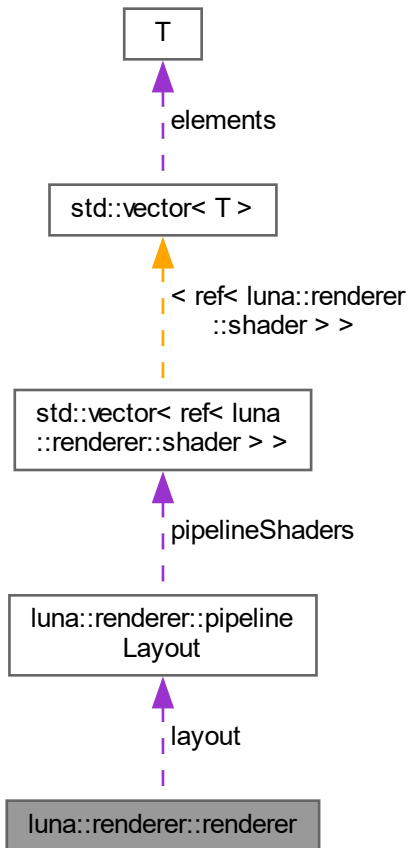 T
elements
std::vector< T >
< ref< luna::renderer
::shader > >
std::vector< ref< luna
::renderer::shader > >
pipelineShaders
luna::renderer::pipeline
Layout
layout
luna::renderer::renderer